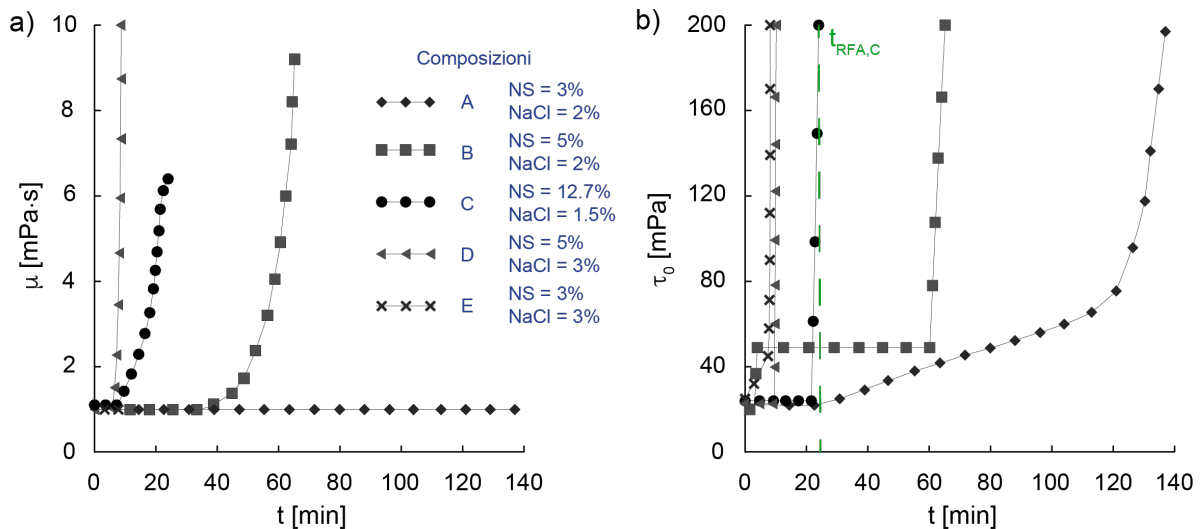 a)
10
8
6
4
2
0
μ [mPa·s]
0 20 40 60 80 100 120 140
t [min]
Composizioni
A NS = 3%
NaCl = 2%
B NS = 5%
NaCl = 2%
C NS = 12.7%
NaCl = 1.5%
D NS = 5%
NaCl = 3%
E NS = 3%
NaCl = 3%
b)
200
160
120
80
40
0
τ0 [mPa]
tRFA,C
0 20 40 60 80 100 120 140
t [min]